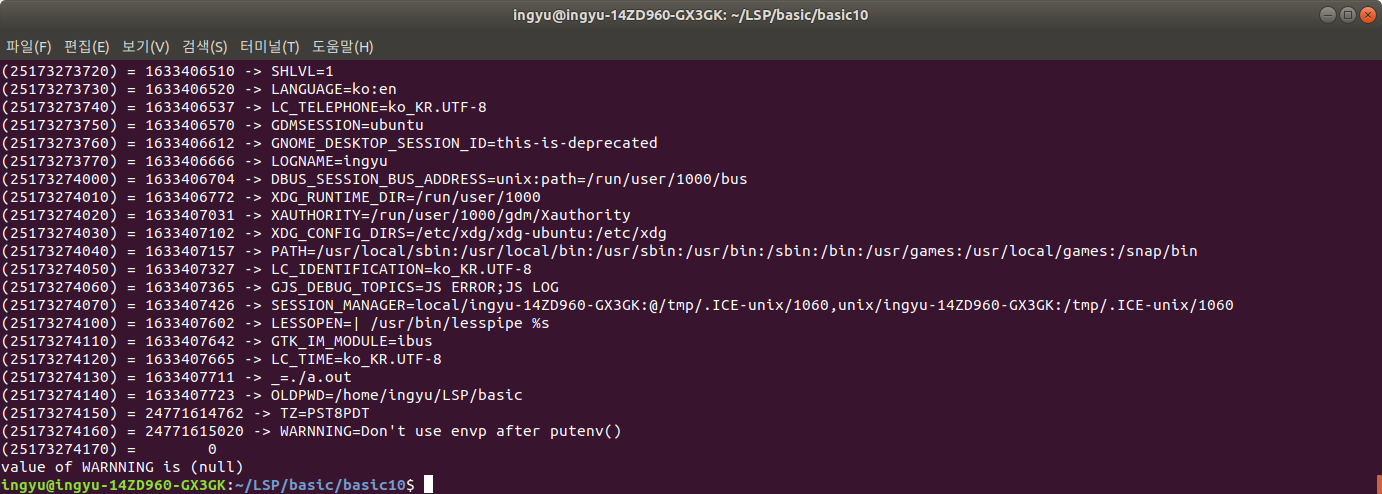 ingyu@ingyu-14ZD960-GX3GK: ~/LSP/basic/basic10
파일(F) 편집(E) 보기(V) 검색(S) 터미널(T) 도움말(H)
(25173273720) = 1633406510 -> SHLVL=1
(25173273730) = 1633406520 -> LANGUAGE=ko:en
(25173273740) = 1633406537 -> LC_TELEPHONE=ko_KR.UTF-8
(25173273750) = 1633406570 -> GDMSESSION=ubuntu
(25173273760) = 1633406612 -> GNOME_DESKTOP_SESSION_ID=this-is-deprecated
(25173273770) = 1633406666 -> LOGNAME=ingyu
(25173274000) = 1633406704 -> DBUS_SESSION_BUS_ADDRESS=unix:path=/run/user/1000/bus
(25173274010) = 1633406772 -> XDG_RUNTIME_DIR=/run/user/1000
(25173274020) = 1633407031 -> XAUTHORITY=/run/user/1000/gdm/Xauthority
(25173274030) = 1633407102 -> XDG_CONFIG_DIRS=/etc/xdg/xdg-ubuntu:/etc/xdg
(25173274040) = 1633407157 -> PATH=/usr/local/sbin:/usr/local/bin:/usr/sbin:/usr/bin:/sbin:/bin:/usr/games:/usr/local/games:/snap/bin
(25173274050) = 1633407327 -> LC_IDENTIFICATION=ko_KR.UTF-8
(25173274060) = 1633407365 -> GJS_DEBUG_TOPICS=JS ERROR;JS LOG
(25173274070) = 1633407426 -> SESSION_MANAGER=local/ingyu-14ZD960-GX3GK:@/tmp/.ICE-unix/1060,unix/ingyu-14ZD960-GX3GK:/tmp/.ICE-unix/1060
(25173274100) = 1633407602 -> LESSOPEN=| /usr/bin/lesspipe %s
(25173274110) = 1633407642 -> GTK_IM_MODULE=ibus
(25173274120) = 1633407665 -> LC_TIME=ko_KR.UTF-8
(25173274130) = 1633407711 -> _=./a.out
(25173274140) = 1633407723 -> OLDPWD=/home/ingyu/LSP/basic
(25173274150) = 24771614762 -> TZ=PST8PDT
(25173274160) = 24771615020 -> WARNNING=Don't use envp after putenv()
(25173274170) =        0
value of WARNNING is (null)
ingyu@ingyu-14ZD960-GX3GK:~/LSP/basic/basic10$